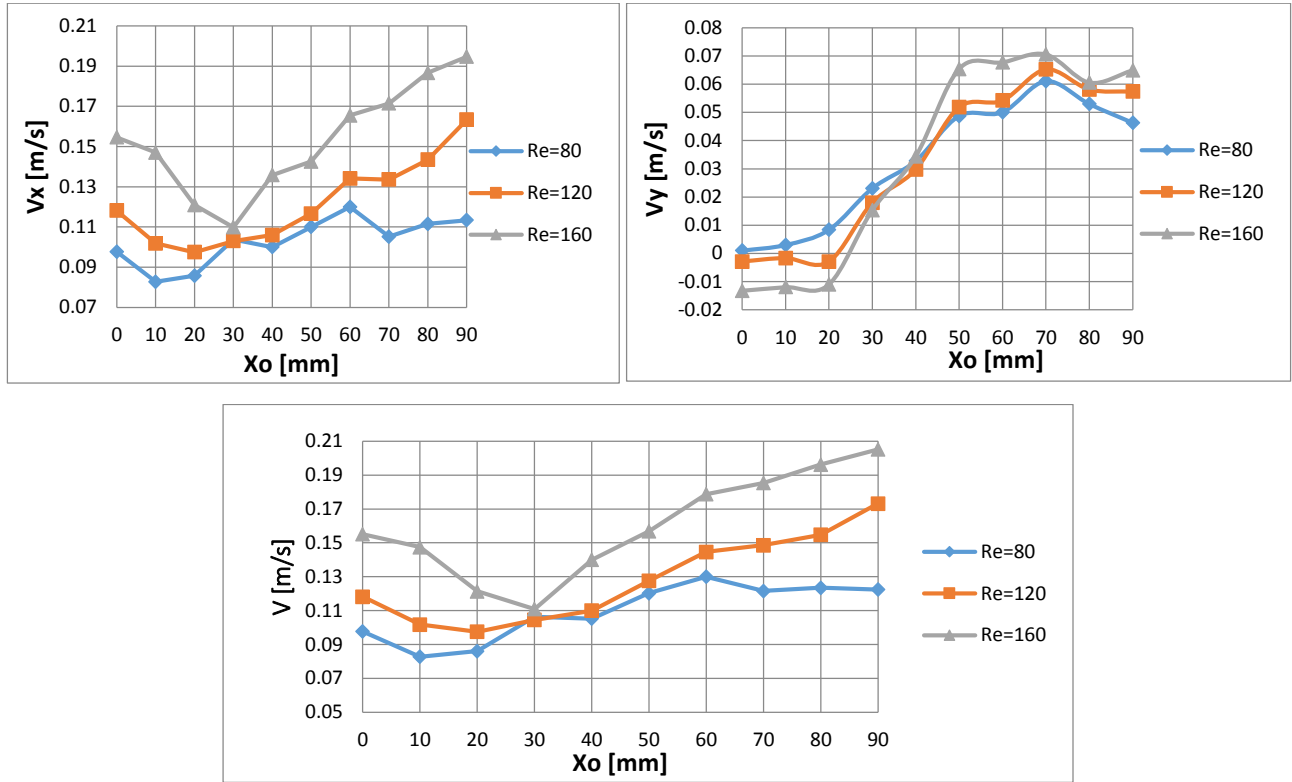 0.21
0.19
0.17
0.15
0.13
0.11
0.09
0.07
Vx [m/s]
0 10 20 30 40 50 60 70 80 90
Xo [mm]
Re=80
Re=120
Re=160
0.08
0.07
0.06
0.05
0.04
0.03
0.02
0.01
0
-0.01
-0.02
Vy [m/s]
0 10 20 30 40 50 60 70 80 90
Xo [mm]
Re=80
Re=120
Re=160
0.21
0.19
0.17
0.15
0.13
0.11
0.09
0.07
0.05
V [m/s]
0 10 20 30 40 50 60 70 80 90
Xo [mm]
Re=80
Re=120
Re=160